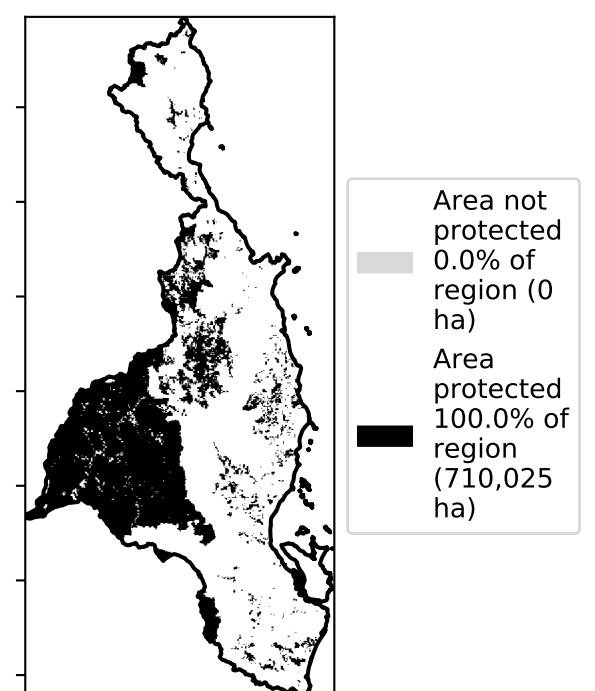 Area not
protected
0.0% of
region (0
ha)
Area
protected
100.0% of
region
(710,025
ha)